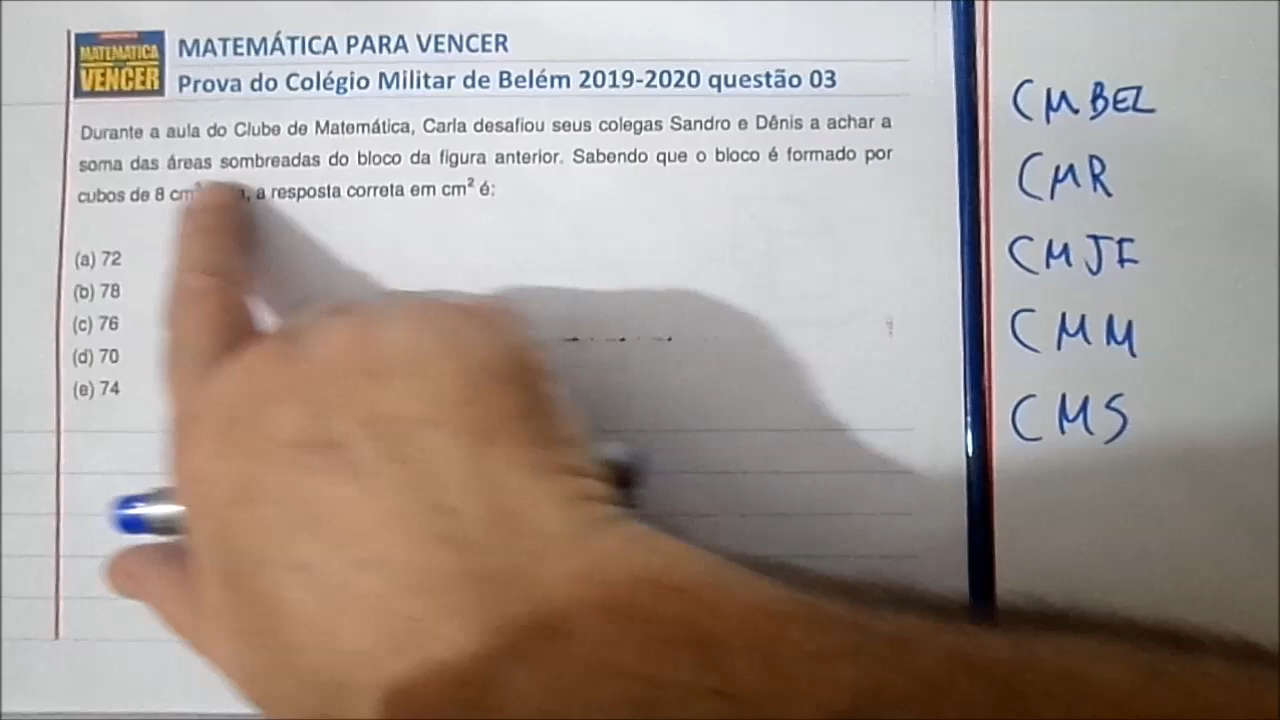 MATEMÁTICA
VENCER
MATEMÁTICA PARA VENCER
Prova do Colégio Militar de Belém 2019-2020 questão 03
Durante a aula do Clube de Matemática, Carla desafiou seus colegas Sandro e Dênis a achar a
soma das áreas sombreadas do bloco da figura anterior. Sabendo que o bloco é formado por
cubos de 8 cm a resposta correta em cm² é:
(a) 72
(b) 78
(c) 76
(d) 70
(e) 74
CMBEL
CMR
CMJF
CMM
CMS